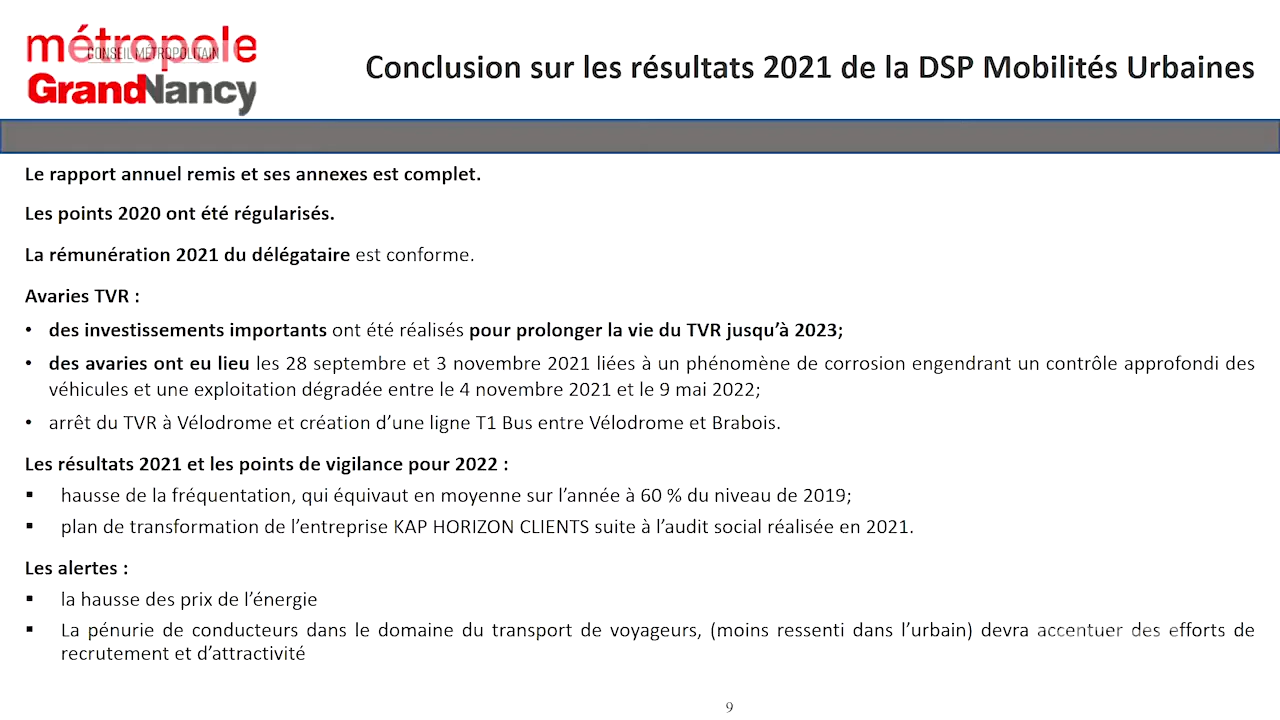 métropole
CONSEIL MÉTROPOLITAIN
GrandNancy
Conclusion sur les résultats 2021 de la DSP Mobilités Urbaines
Le rapport annuel remis et ses annexes est complet.
Les points 2020 ont été régularisés.
La rémunération 2021 du délégataire est conforme.
Avaries TVR :
• des investissements importants ont été réalisés pour prolonger la vie du TVR jusqu'à 2023;
• des avaries ont eu lieu les 28 septembre et 3 novembre 2021 liées à un phénomène de corrosion engendrant un contrôle approfondi des
véhicules et une exploitation dégradée entre le 4 novembre 2021 et le 9 mai 2022;
• arrêt du TVR à Vélodrome et création d'une ligne T1 Bus entre Vélodrome et Brabois.
Les résultats 2021 et les points de vigilance pour 2022 :
▪ hausse de la fréquentation, qui équivaut en moyenne sur l'année à 60 % du niveau de 2019;
▪ plan de transformation de l'entreprise KAP HORIZON CLIENTS suite à l'audit social réalisée en 2021.
Les alertes :
▪ la hausse des prix de l'énergie
▪ La pénurie de conducteurs dans le domaine du transport de voyageurs, (moins ressenti dans l'urbain) devra accentuer des efforts de
recrutement et d'attractivité
9